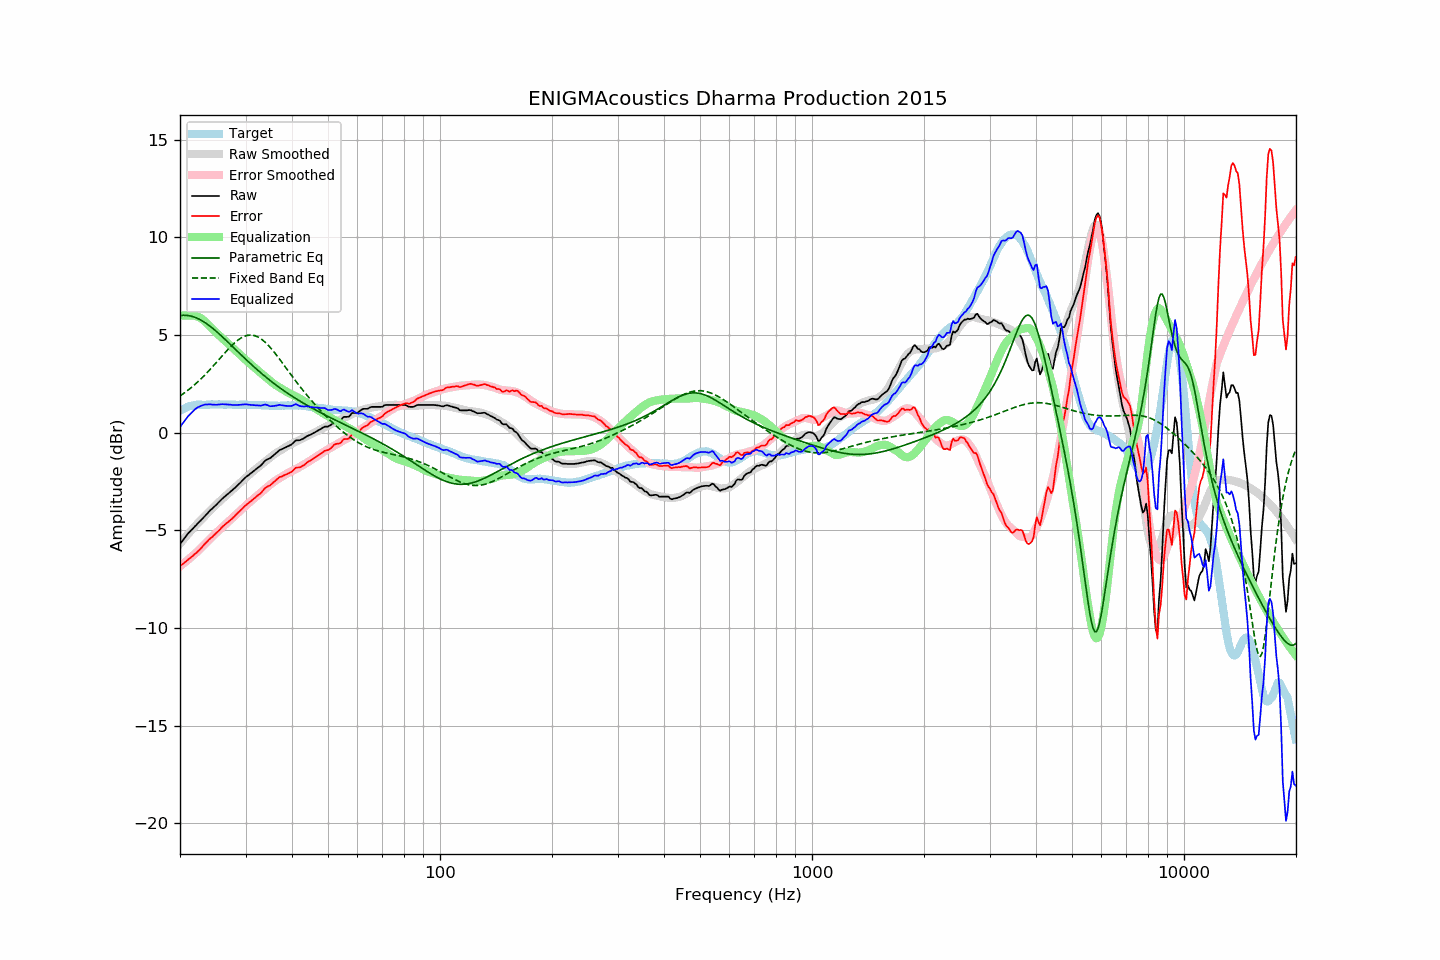 ENIGMAcoustics Dharma Production 2015
Target
Raw Smoothed
Error Smoothed
Raw
Error
Equalization
Parametric Eq
Fixed Band Eq
Equalized
15
10
5
0
−5
−10
−15
−20
Amplitude (dBr)
100
1000
10000
Frequency (Hz)